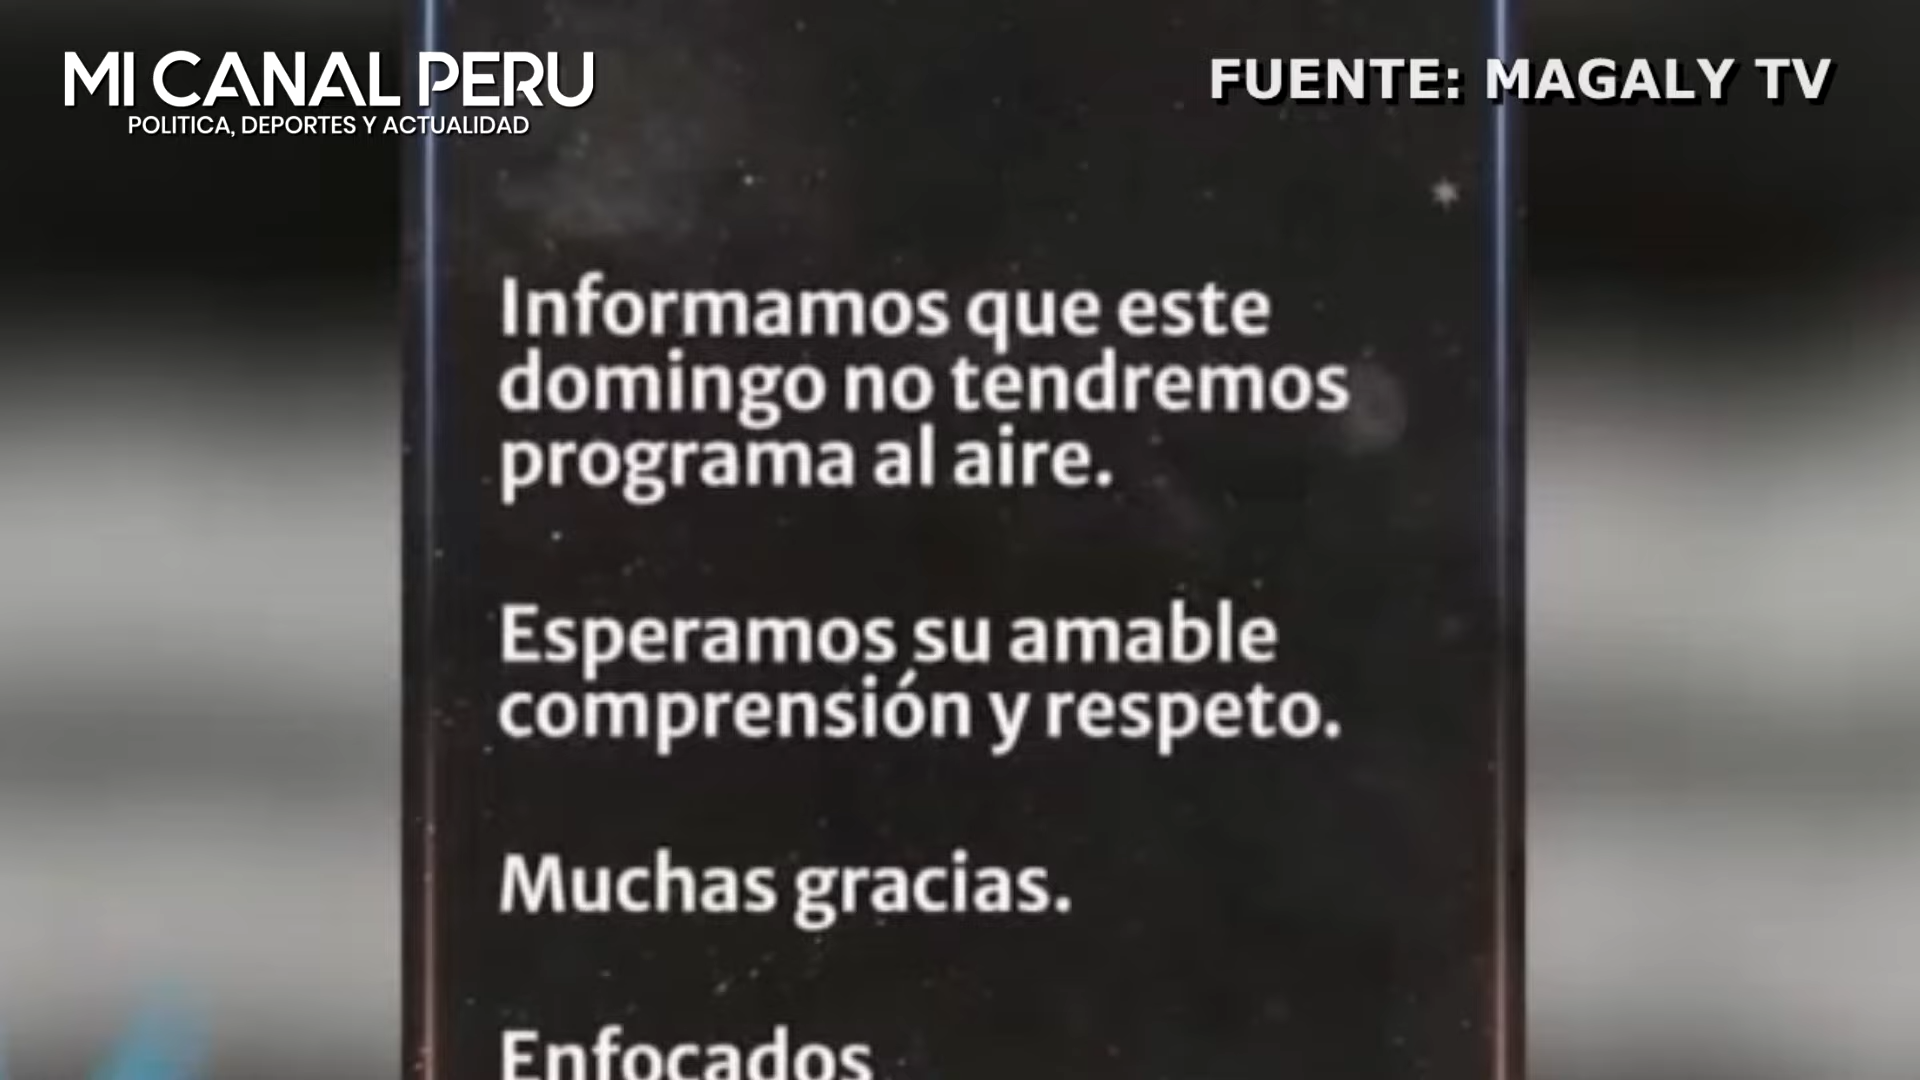 MI CANAL PERU
POLITICA, DEPORTES Y ACTUALIDAD
FUENTE: MAGALY TV
Informamos que este
domingo no tendremos
programa al aire.
Esperamos su amable
comprensión y respeto.
Muchas gracias.
Enfocados